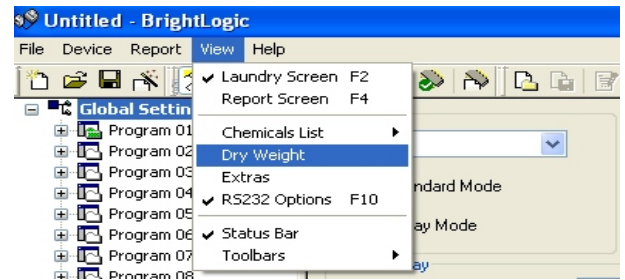 Untitled - BrightLogic
File Device Report View Help
Laundry Screen F2
Report Screen F4
Chemicals List
Dry Weight
Extras
RS232 Options F10
Status Bar
Toolbars
Global Settin
Program 01
Program 02
Program 03
Program 04
Program 05
Program 06
Program 07
Program 08
ndard Mode
ay Mode
ay